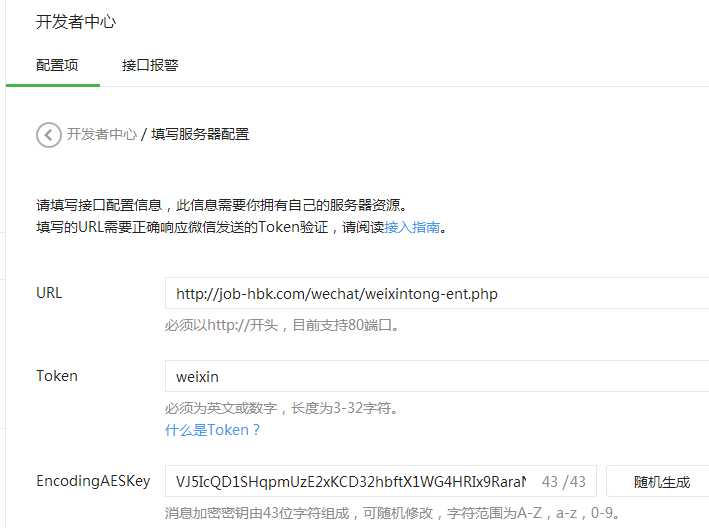 开发者中心
配置项 接口报警
开发者中心 / 填写服务器配置
请填写接口配置信息，此信息需要你拥有自己的服务器资源。
填写的URL需要正确响应微信发送的Token验证，请阅读接入指南。
URL http://job-hbk.com/wechat/weixintong-ent.php
必须以http://开头，目前支持80端口。
Token weixin
必须为英文或数字，长度为3-32字符。
什么是Token？
EncodingAESKey VJ5IcQD1SHqpmUzE2xKCD32hbftX1WG4HRIx9RaraN 43 /43 随机生成
消息加密密钥由43位字符组成，可随机修改，字符范围为A-Z，a-z，0-9。